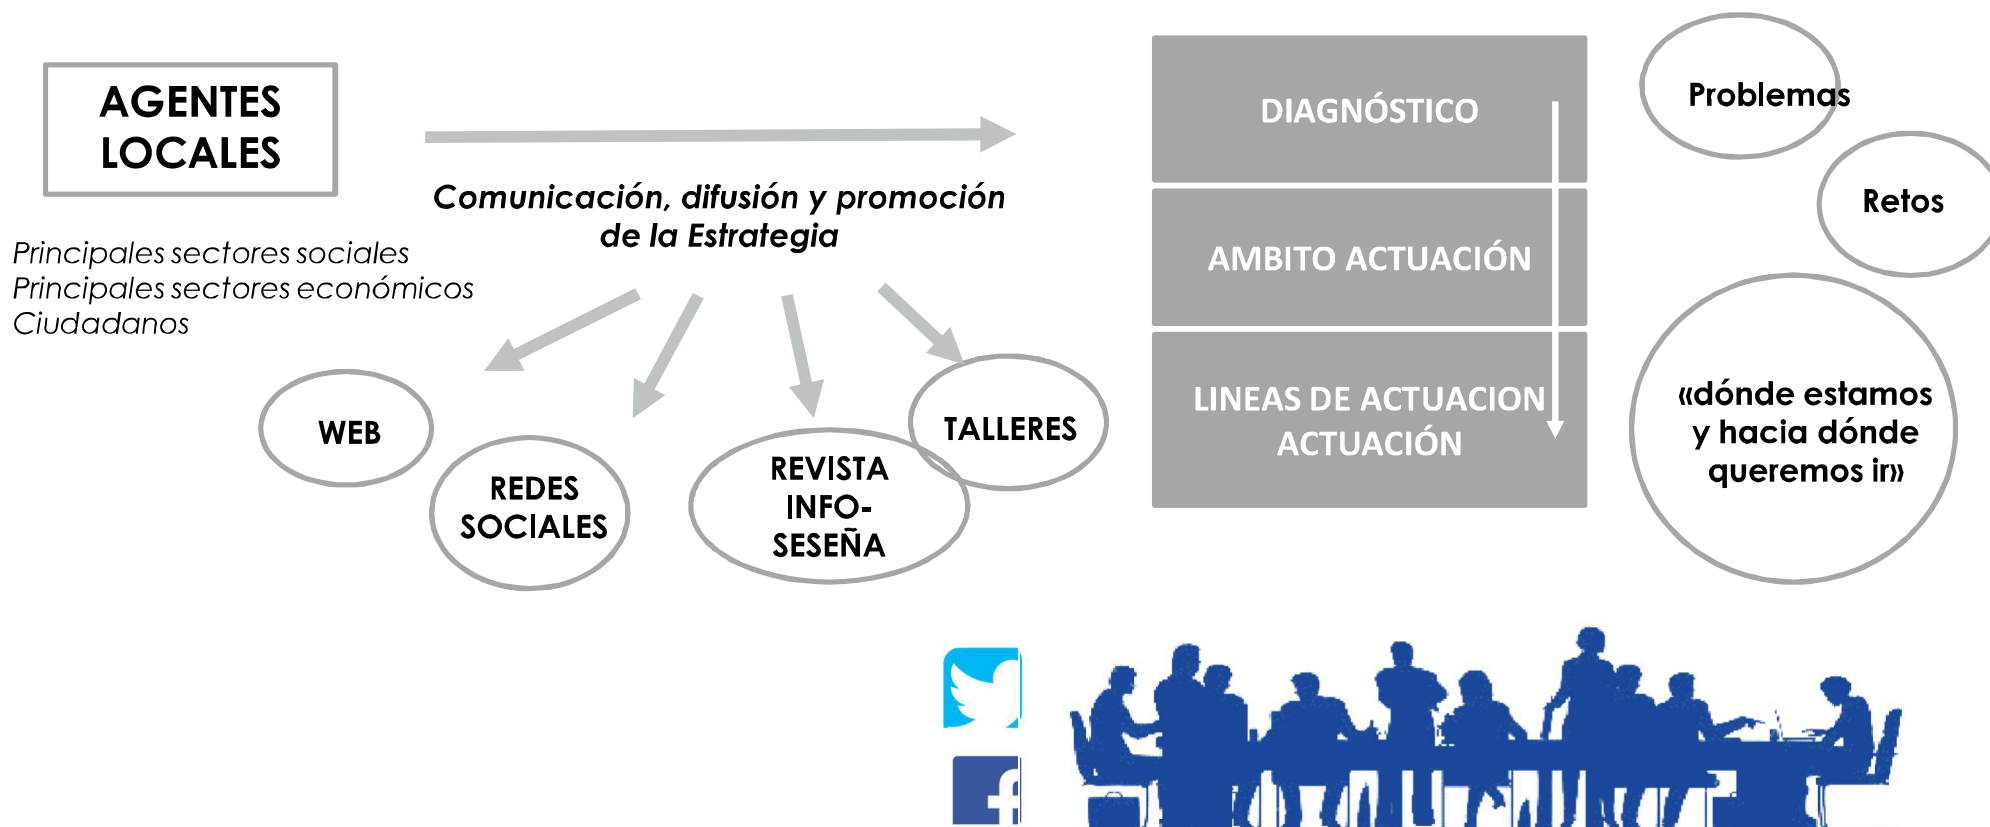 AGENTES
LOCALES
Principales sectores sociales
Principales sectores económicos
Ciudadanos
Comunicación, difusión y promoción
de la Estrategia
WEB
REDES
SOCIALES
REVISTA
INFO-
SESEÑA
TALLERES
DIAGNÓSTICO
AMBITO ACTUACIÓN
LINEAS DE ACTUACION
ACTUACIÓN
Problemas
Retos
«dónde estamos
y hacia dónde
queremos ir»